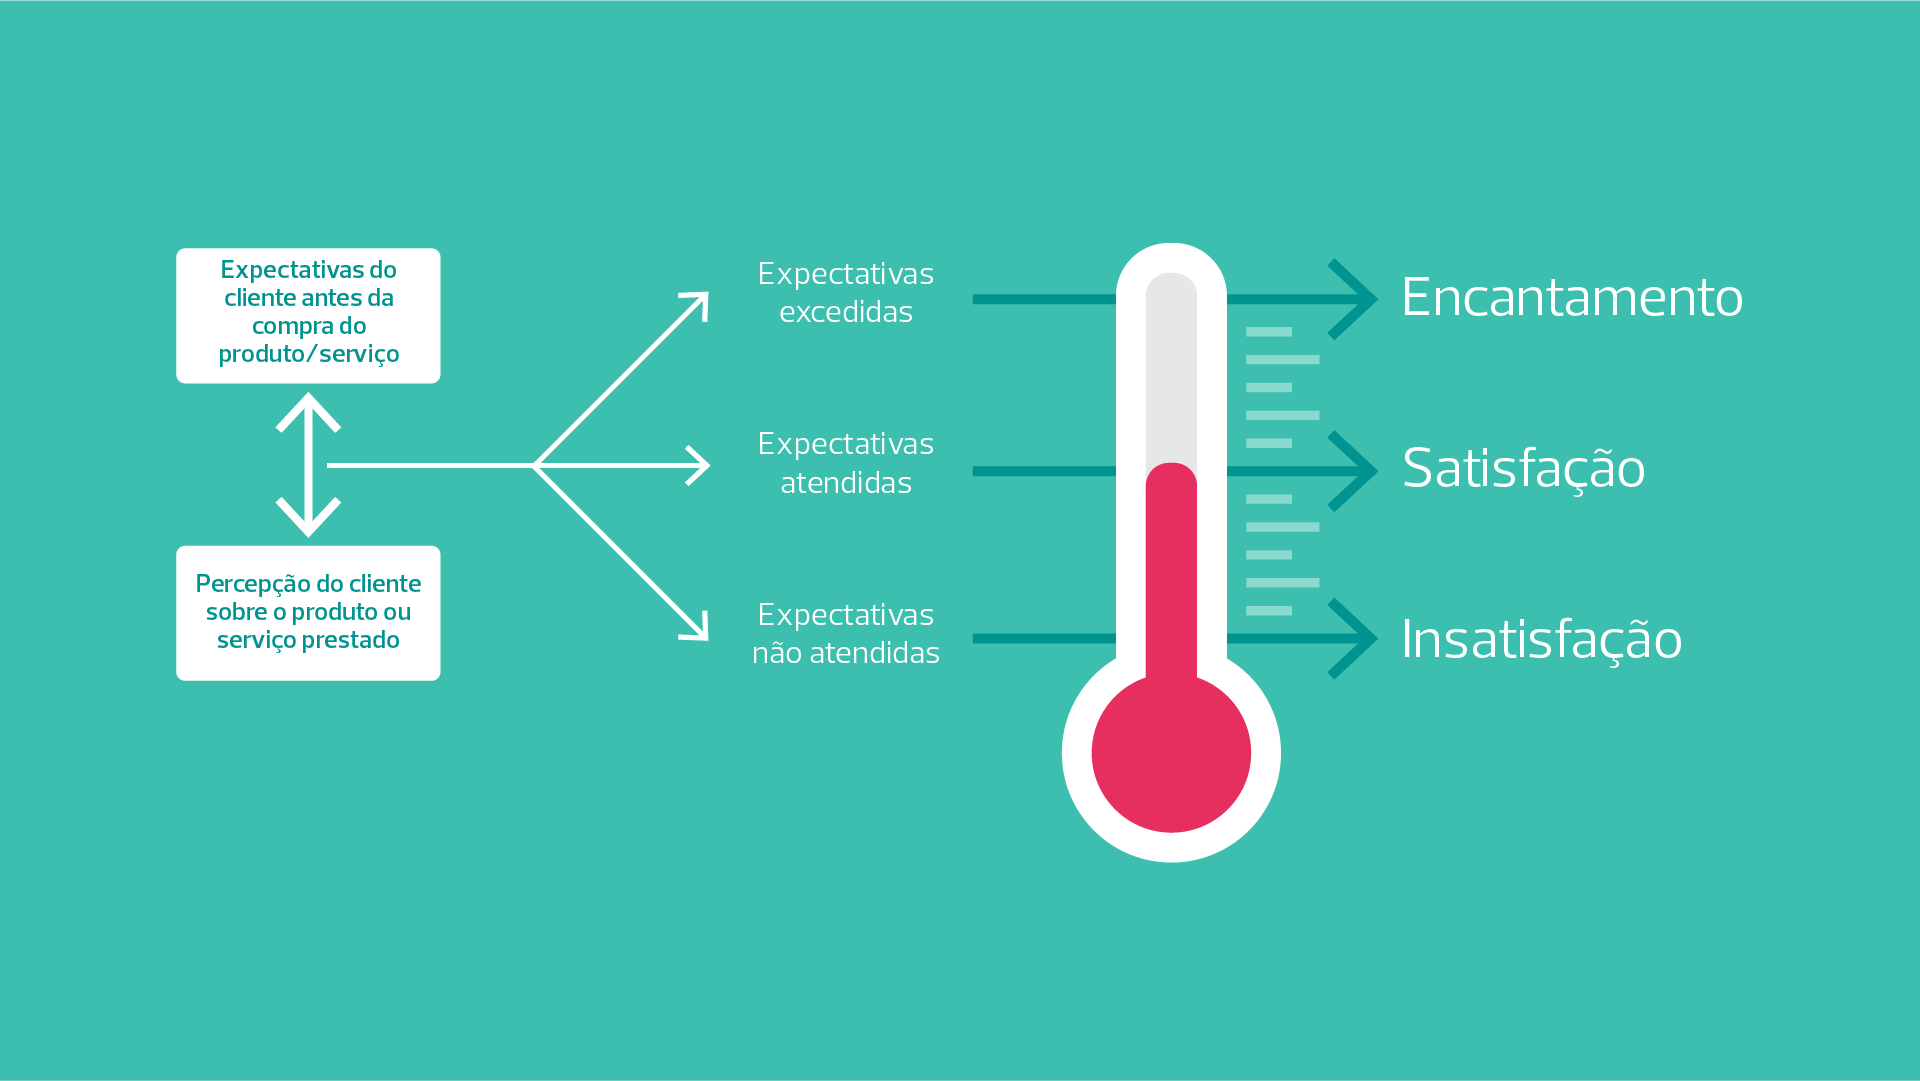 Expectativas do
cliente antes da
compra do
produto/serviço
Percepção do cliente
sobre o produto ou
serviço prestado
Expectativas
excedidas
Expectativas
atendidas
Expectativas
não atendidas
Encantamento
Satisfação
Insatisfação